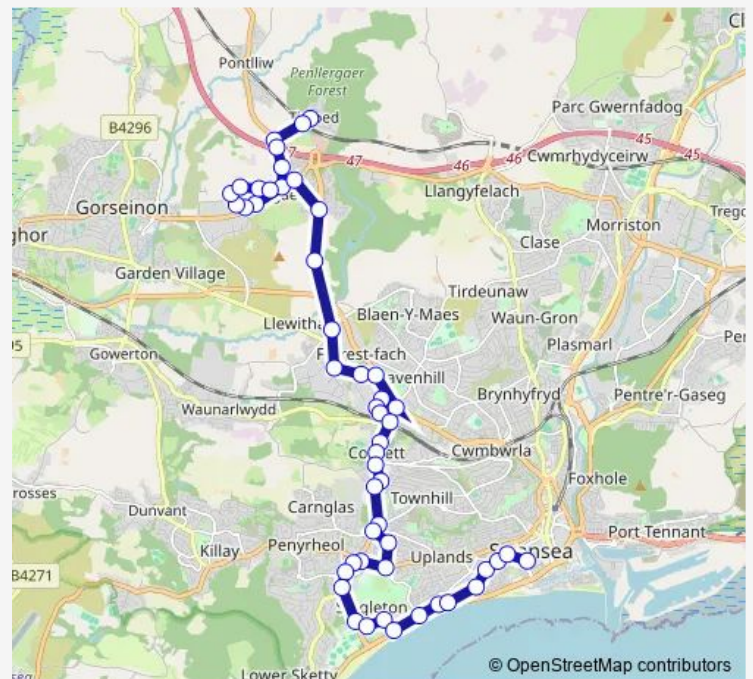 Cl
Pontlliw
Penllergaer
Forest
Parc Gwernfadog
B4296
45
Cwmrhydyceirw
47
46
46
45
Llangyfelach
Gorseinon
Morriston
Clase
Garden Village
Tirdeunaw
Blaen-Y-Maes
Waun-Gron
Plasmarl
Gowerton
Brynhyfryd
Pentre'r-Gaseg
Waunarlwydd
Cwmbwrla
Foxhole
Townhill
Carnglas
Dunvant
Port Tennant
Killay
Penyrheol
Uplands
B4271
Lower Sketty
© OpenStreetMap contributors